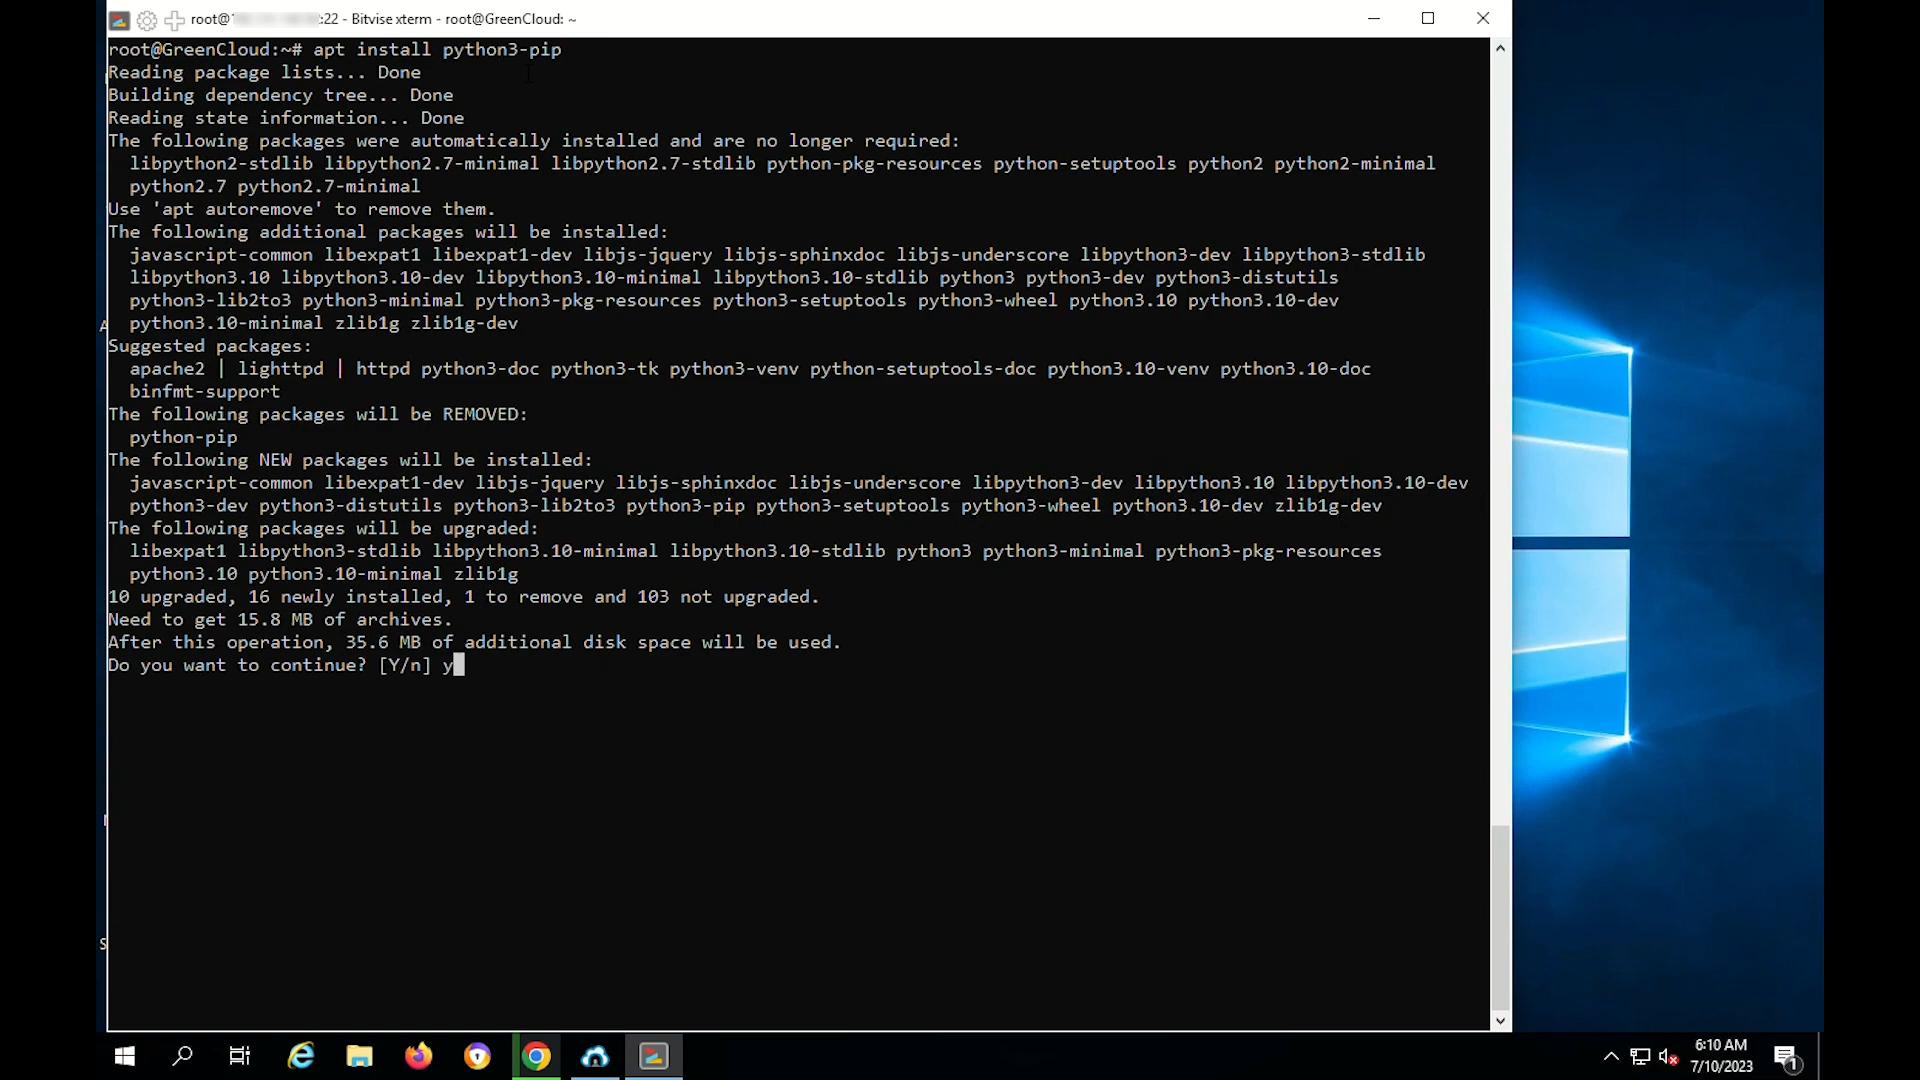 root@ :22 - Bitvise xterm - root@GreenCloud: ~
root@GreenCloud:~# apt install python3-pip
Reading package lists... Done
Building dependency tree... Done
Reading state information... Done
The following packages were automatically installed and are no longer required:
libpython2-stdlib libpython2.7-minimal libpython2.7-stdlib python-pkg-resources python-setuptools python2 python2-minimal
python2.7 python2.7-minimal
Use 'apt autoremove' to remove them.
The following additional packages will be installed:
javascript-common libexpat1 libexpat1-dev libjs-jquery libjs-sphinxdoc libjs-underscore libpython3-dev libpython3-stdlib
libpython3.10 libpython3.10-dev libpython3.10-minimal libpython3.10-stdlib python3 python3-dev python3-distutils
python3-lib2to3 python3-minimal python3-pkg-resources python3-setuptools python3-wheel python3.10 python3.10-dev
python3.10-minimal zlib1g zlib1g-dev
Suggested packages:
apache2 | lighttpd | httpd python3-doc python3-tk python3-venv python-setuptools-doc python3.10-venv python3.10-doc
binfmt-support
The following packages will be REMOVED:
python-pip
The following NEW packages will be installed:
javascript-common libexpat1-dev libjs-jquery libjs-sphinxdoc libjs-underscore libpython3-dev libpython3.10 libpython3.10-dev
python3-dev python3-distutils python3-lib2to3 python3-pip python3-setuptools python3-wheel python3.10-dev zlib1g-dev
The following packages will be upgraded:
libexpat1 libpython3-stdlib libpython3.10-minimal libpython3.10-stdlib python3 python3-minimal python3-pkg-resources
python3.10 python3.10-minimal zlib1g
10 upgraded, 16 newly installed, 1 to remove and 103 not upgraded.
Need to get 15.8 MB of archives.
After this operation, 35.6 MB of additional disk space will be used.
Do you want to continue? [Y/n] y
6:10 AM
7/10/2023
1